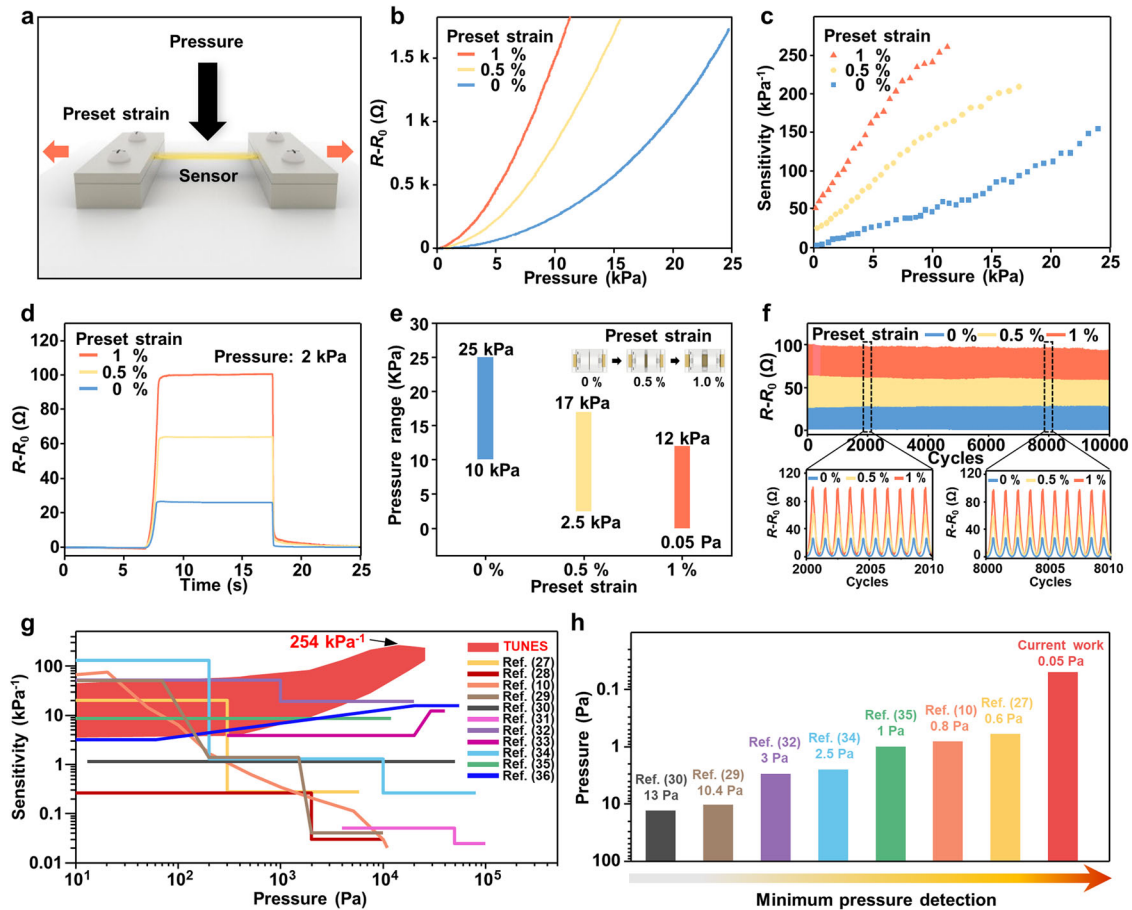 a
Pressure
Preset strain
Sensor
b
Preset strain
1 %
0.5 %
0 %
R-R0 (Ω)
1.5 k
1 k
0.5 k
0
0 5 10 15 20 25
Pressure (kPa)
c
Preset strain
1 %
0.5 %
0 %
Sensitivity (kPa-1)
250
200
150
100
50
0
0 5 10 15 20 25
Pressure (kPa)
d
Preset strain
1 %
0.5 %
0 %
Pressure: 2 kPa
R-R0 (Ω)
120
100
80
60
40
20
0
0 5 10 15 20 25
Time (s)
e
Pressure range (KPa)
30
25
20
15
10
5
0
25 kPa
10 kPa
17 kPa
2.5 kPa
12 kPa
0.05 Pa
Preset strain
0 % 0.5 % 1.0 %
0 % 0.5 % 1 %
Preset strain
f
Preset strain 0 % 0.5 % 1 %
R-R0 (Ω)
100
50
0
0 2000 4000 6000 8000 10000
Cycles
0 % 0.5 % 1 %
R-R0 (Ω)
120
80
40
0
2000 2005 2010
Cycles
0 % 0.5 % 1 %
R-R0 (Ω)
120
80
40
0
8000 8005 8010
Cycles
g
254 kPa-1
Sensitivity (kPa-1)
100
10
1
0.1
0.01
10^1 10^2 10^3 10^4 10^5
Pressure (Pa)
TUNES
Ref. (27)
Ref. (28)
Ref. (10)
Ref. (29)
Ref. (30)
Ref. (31)
Ref. (32)
Ref. (33)
Ref. (34)
Ref. (35)
Ref. (36)
h
Pressure (Pa)
0.1
1
10
100
Ref. (30)
13 Pa
Ref. (29)
10.4 Pa
Ref. (32)
3 Pa
Ref. (34)
2.5 Pa
Ref. (35)
1 Pa
Ref. (10)
0.8 Pa
Ref. (27)
0.6 Pa
Current work
0.05 Pa
Minimum pressure detection